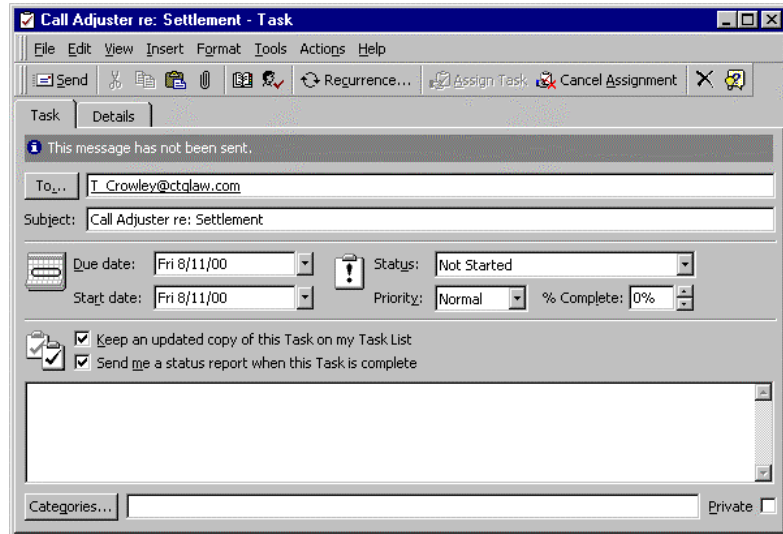 Call Adjuster re: Settlement - Task
File Edit View Insert Format Tools Actions Help
Send Recurrence... Assign Task Cancel Assignment
Task Details
This message has not been sent.
To... T_Crowley@ctqlaw.com
Subject: Call Adjuster re: Settlement
Due date: Fri 8/11/00 Status: Not Started
Start date: Fri 8/11/00 Priority: Normal % Complete: 0%
Keep an updated copy of this Task on my Task List
Send me a status report when this Task is complete
Categories... Private